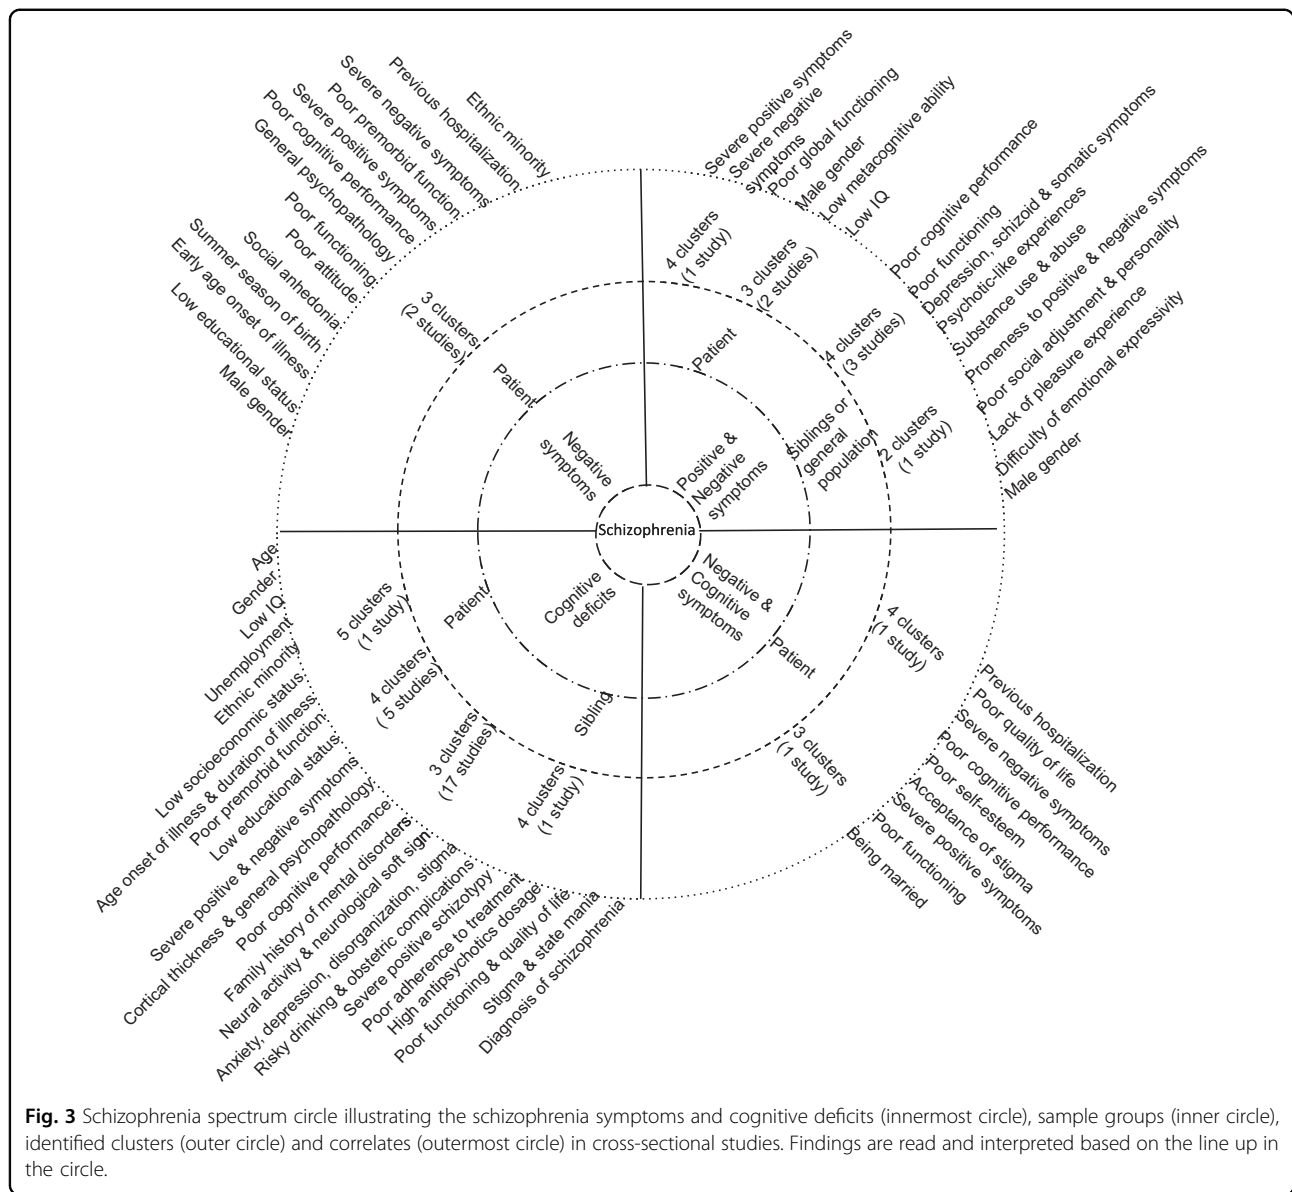 Ethnic minority
Previous hospitalization
Severe negative symptoms
Poor premorbid function
Severe positive symptoms
Poor cognitive performance
General psychopathology
Poor functioning
Poor attitude
Social anhedonia
Summer season of birth
Early age onset of illness
Low educational status
Male gender
3 clusters
(2 studies)
Patient
Negative
symptoms
Severe positive symptoms
Severe negative
symptoms
Poor global functioning
Male gender
Low metacognitive ability
Low IQ
Poor cognitive performance
Poor functioning
Depression, schizoid & somatic symptoms
Psychotic-like experiences
Substance use & abuse
Proneness to positive & negative symptoms
Poor social adjustment & personality
Lack of pleasure experience
Difficulty of emotional expressivity
Male gender
4 clusters
(1 study)
3 clusters
(2 studies)
4 clusters
(3 studies)
2 clusters
(1 study)
Patient
Siblings or
general
population
Positive &
Negative
symptoms
Schizophrenia
Cognitive
deficits
Patient
Sibling
5 clusters
(1 study)
4 clusters
( 5 studies)
3 clusters
(17 studies)
4 clusters
(1 study)
Age
Gender
Low IQ
Unemployment
Ethnic minority
Low socioeconomic status
Age onset of illness & duration of illness
Poor premorbid function
Low educational status
Severe positive & negative symptoms
Cortical thickness & general psychopathology
Poor cognitive performance
Family history of mental disorders
Neural activity & neurological soft sign
Anxiety, depression, disorganization, stigma
Risky drinking & obstetric complications
Severe positive schizotypy
Poor adherence to treatment
High antipsychotics dosage
Poor functioning & quality of life
Stigma & state mania
Diagnosis of schizophrenia
Negative &
Cognitive
symptoms
Patient
4 clusters
(1 study)
3 clusters
(1 study)
Previous hospitalization
Poor quality of life
Severe negative symptoms
Poor cognitive performance
Poor self-esteem
Acceptance of stigma
Severe positive symptoms
Poor functioning
Being married
Fig. 3 Schizophrenia spectrum circle illustrating the schizophrenia symptoms and cognitive deficits (innermost circle), sample groups (inner circle),
identified clusters (outer circle) and correlates (outermost circle) in cross-sectional studies. Findings are read and interpreted based on the line up in
the circle.